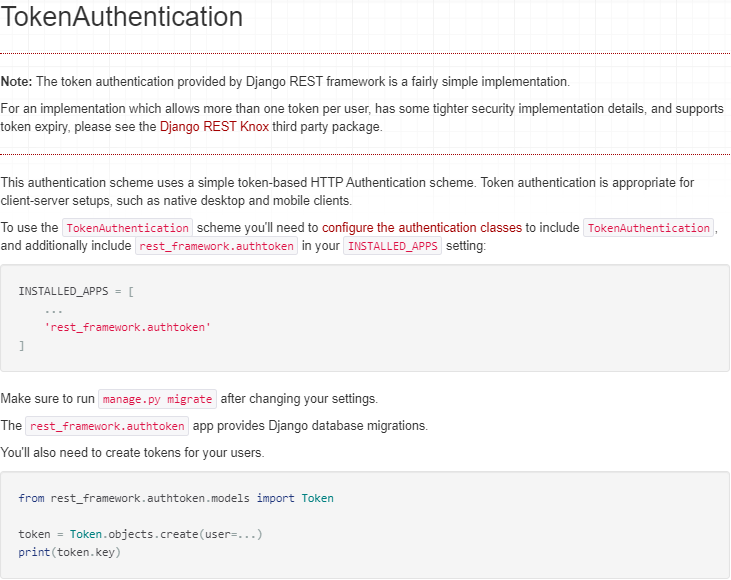 TokenAuthentication
Note: The token authentication provided by Django REST framework is a fairly simple implementation.
For an implementation which allows more than one token per user, has some tighter security implementation details, and supports
token expiry, please see the Django REST Knox third party package.
This authentication scheme uses a simple token-based HTTP Authentication scheme. Token authentication is appropriate for
client-server setups, such as native desktop and mobile clients.
To use the TokenAuthentication scheme you'll need to configure the authentication classes to include TokenAuthentication,
and additionally include rest_framework.authtoken in your INSTALLED_APPS setting:
INSTALLED_APPS = [
    ...
    'rest_framework.authtoken'
]
Make sure to run manage.py migrate after changing your settings.
The rest_framework.authtoken app provides Django database migrations.
You'll also need to create tokens for your users.
from rest_framework.authtoken.models import Token
token = Token.objects.create(user=...)
print(token.key)